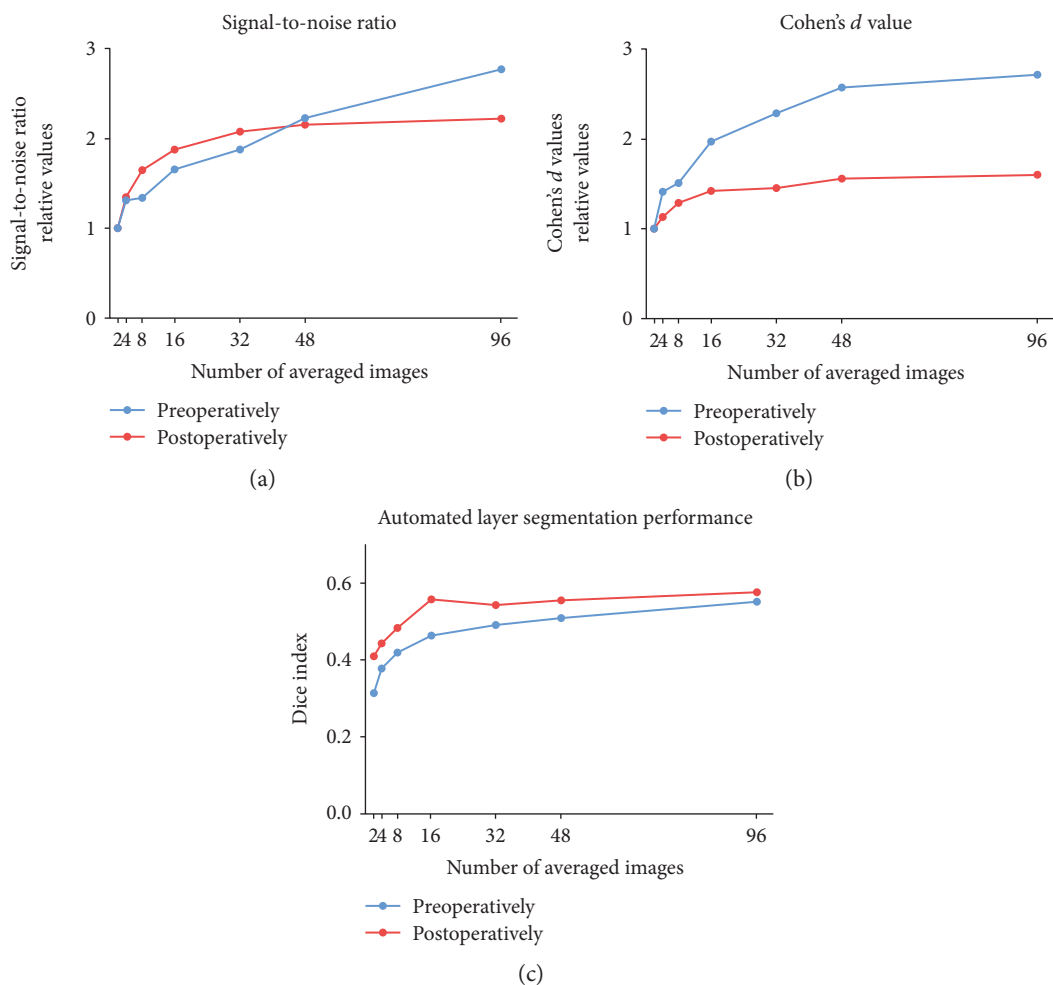 Signal-to-noise ratio
Signal-to-noise ratio
relative values
3
2
1
0
2 4 8 16 32 48 96
Number of averaged images
Preoperatively
Postoperatively
(a)
Cohen's d value
Cohen's d values
relative values
3
2
1
0
2 4 8 16 32 48 96
Number of averaged images
Preoperatively
Postoperatively
(b)
Automated layer segmentation performance
Dice index
0.6
0.4
0.2
0.0
2 4 8 16 32 48 96
Number of averaged images
Preoperatively
Postoperatively
(c)